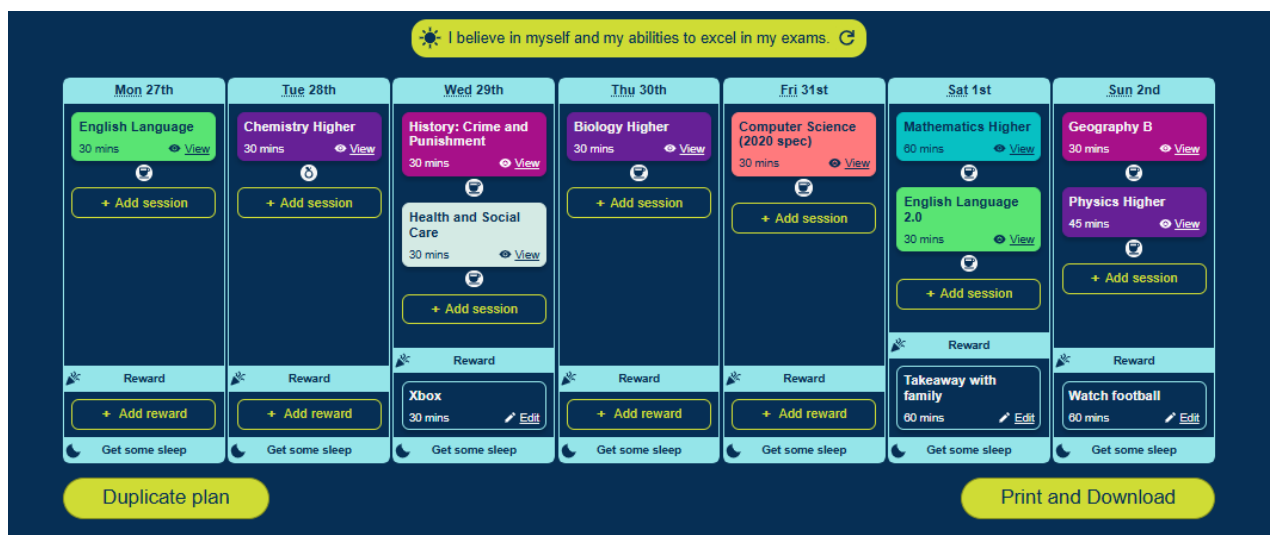 I believe in myself and my abilities to excel in my exams.
Mon 27th
English Language
30 mins View
+ Add session
Reward
+ Add reward
Get some sleep
Tue 28th
Chemistry Higher
30 mins View
+ Add session
Reward
+ Add reward
Get some sleep
Wed 29th
History: Crime and
Punishment
30 mins View
Health and Social
Care
30 mins View
+ Add session
Reward
Xbox
30 mins Edit
Get some sleep
Thu 30th
Biology Higher
30 mins View
+ Add session
Reward
+ Add reward
Get some sleep
Fri 31st
Computer Science
(2020 spec)
30 mins View
+ Add session
Reward
+ Add reward
Get some sleep
Sat 1st
Mathematics Higher
60 mins View
English Language
2.0
30 mins View
+ Add session
Reward
Takeaway with
family
60 mins Edit
Get some sleep
Sun 2nd
Geography B
30 mins View
Physics Higher
45 mins View
+ Add session
Reward
Watch football
60 mins Edit
Get some sleep
Duplicate plan
Print and Download